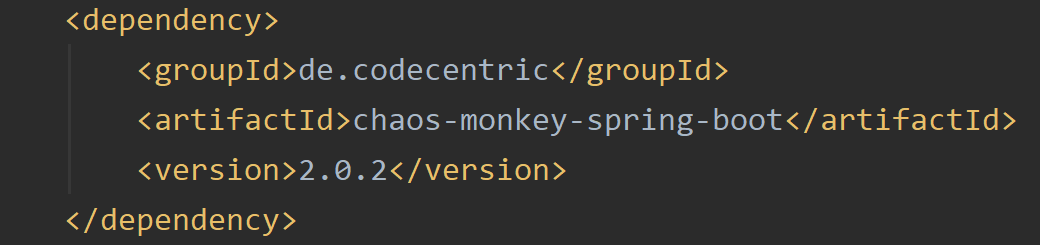 <dependency>
<groupId>de.codecentric</groupId>
<artifactId>chaos-monkey-spring-boot</artifactId>
<version>2.0.2</version>
</dependency>